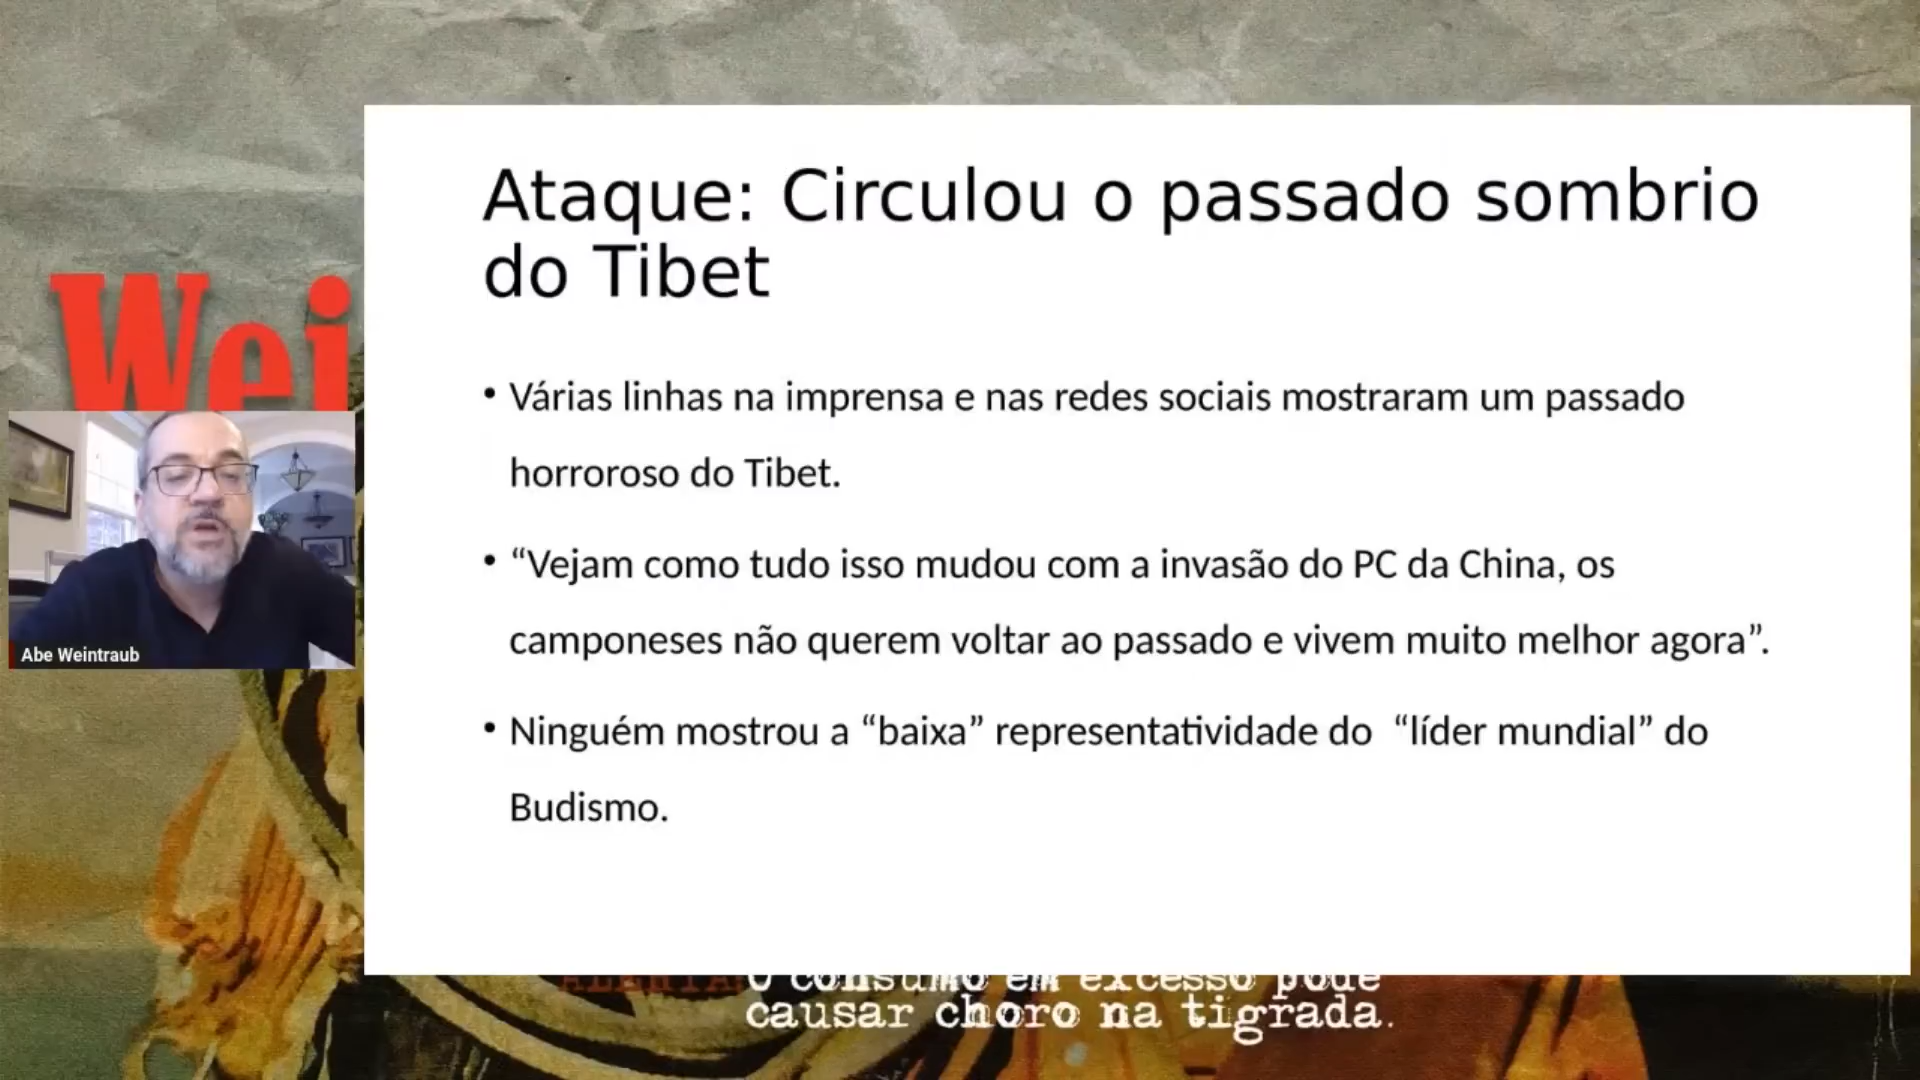 Ataque: Circulou o passado sombrio
do Tibet
Wei
• Várias linhas na imprensa e nas redes sociais mostraram um passado
horroroso do Tibet.
• “Vejam como tudo isso mudou com a invasão do PC da China, os
camponeses não querem voltar ao passado e vivem muito melhor agora”.
Abe Weintraub
• Ninguém mostrou a “baixa” representatividade do “líder mundial” do
Budismo.
ALERTA: O consumo em excesso pode
causar choro na tigrada.